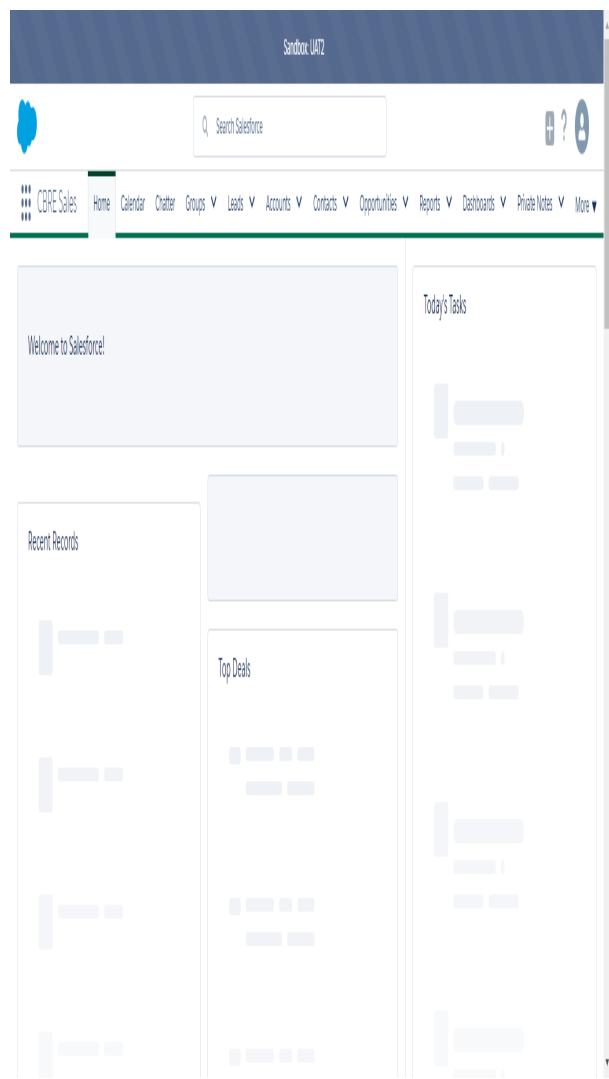 Sandbox: UAT2
Search Salesforce
CBRE Sales Home Calendar Chatter Groups Leads Accounts Contacts Opportunities Reports Dashboards Private Notes More
Welcome to Salesforce!
Today's Tasks
Recent Records
Top Deals